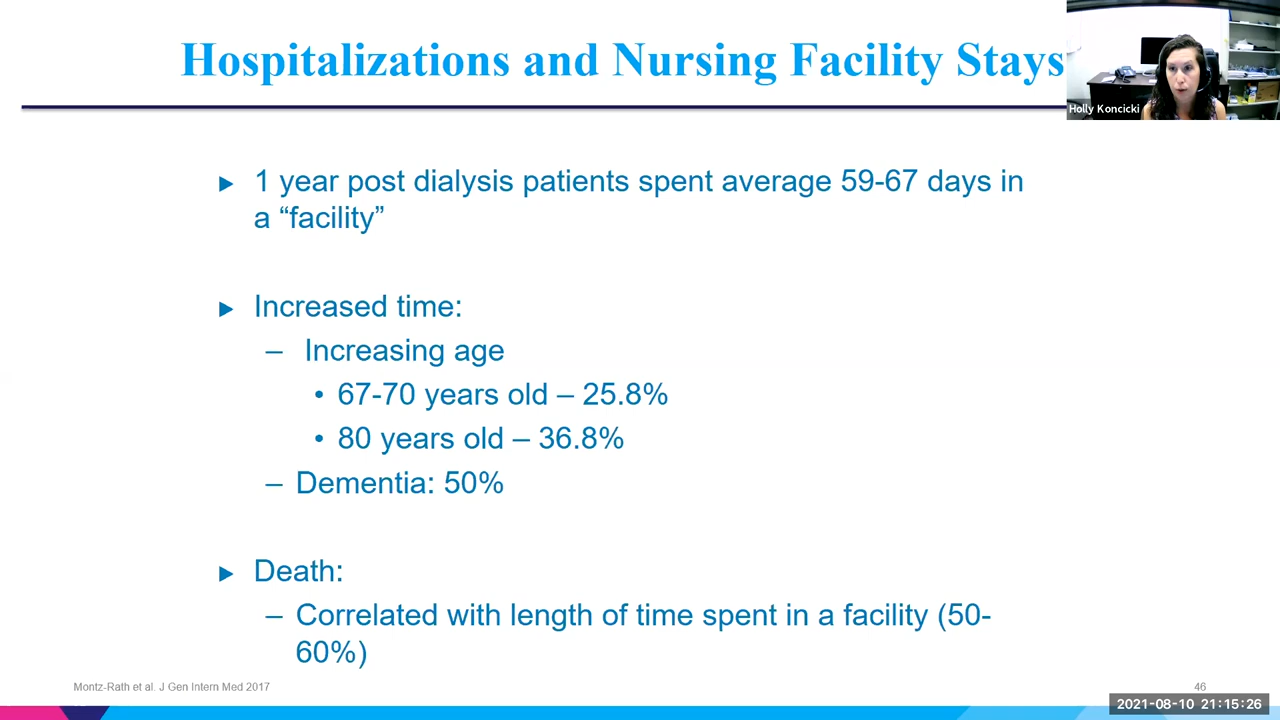 Hospitalizations and Nursing Facility Stays
Holly Koncicki
1 year post dialysis patients spent average 59-67 days in
a “facility”
Increased time:
– Increasing age
• 67-70 years old – 25.8%
• 80 years old – 36.8%
– Dementia: 50%
Death:
– Correlated with length of time spent in a facility (50-
60%)
Montz-Rath et al. J Gen Intern Med 2017
46
2021-08-10 21:15:26